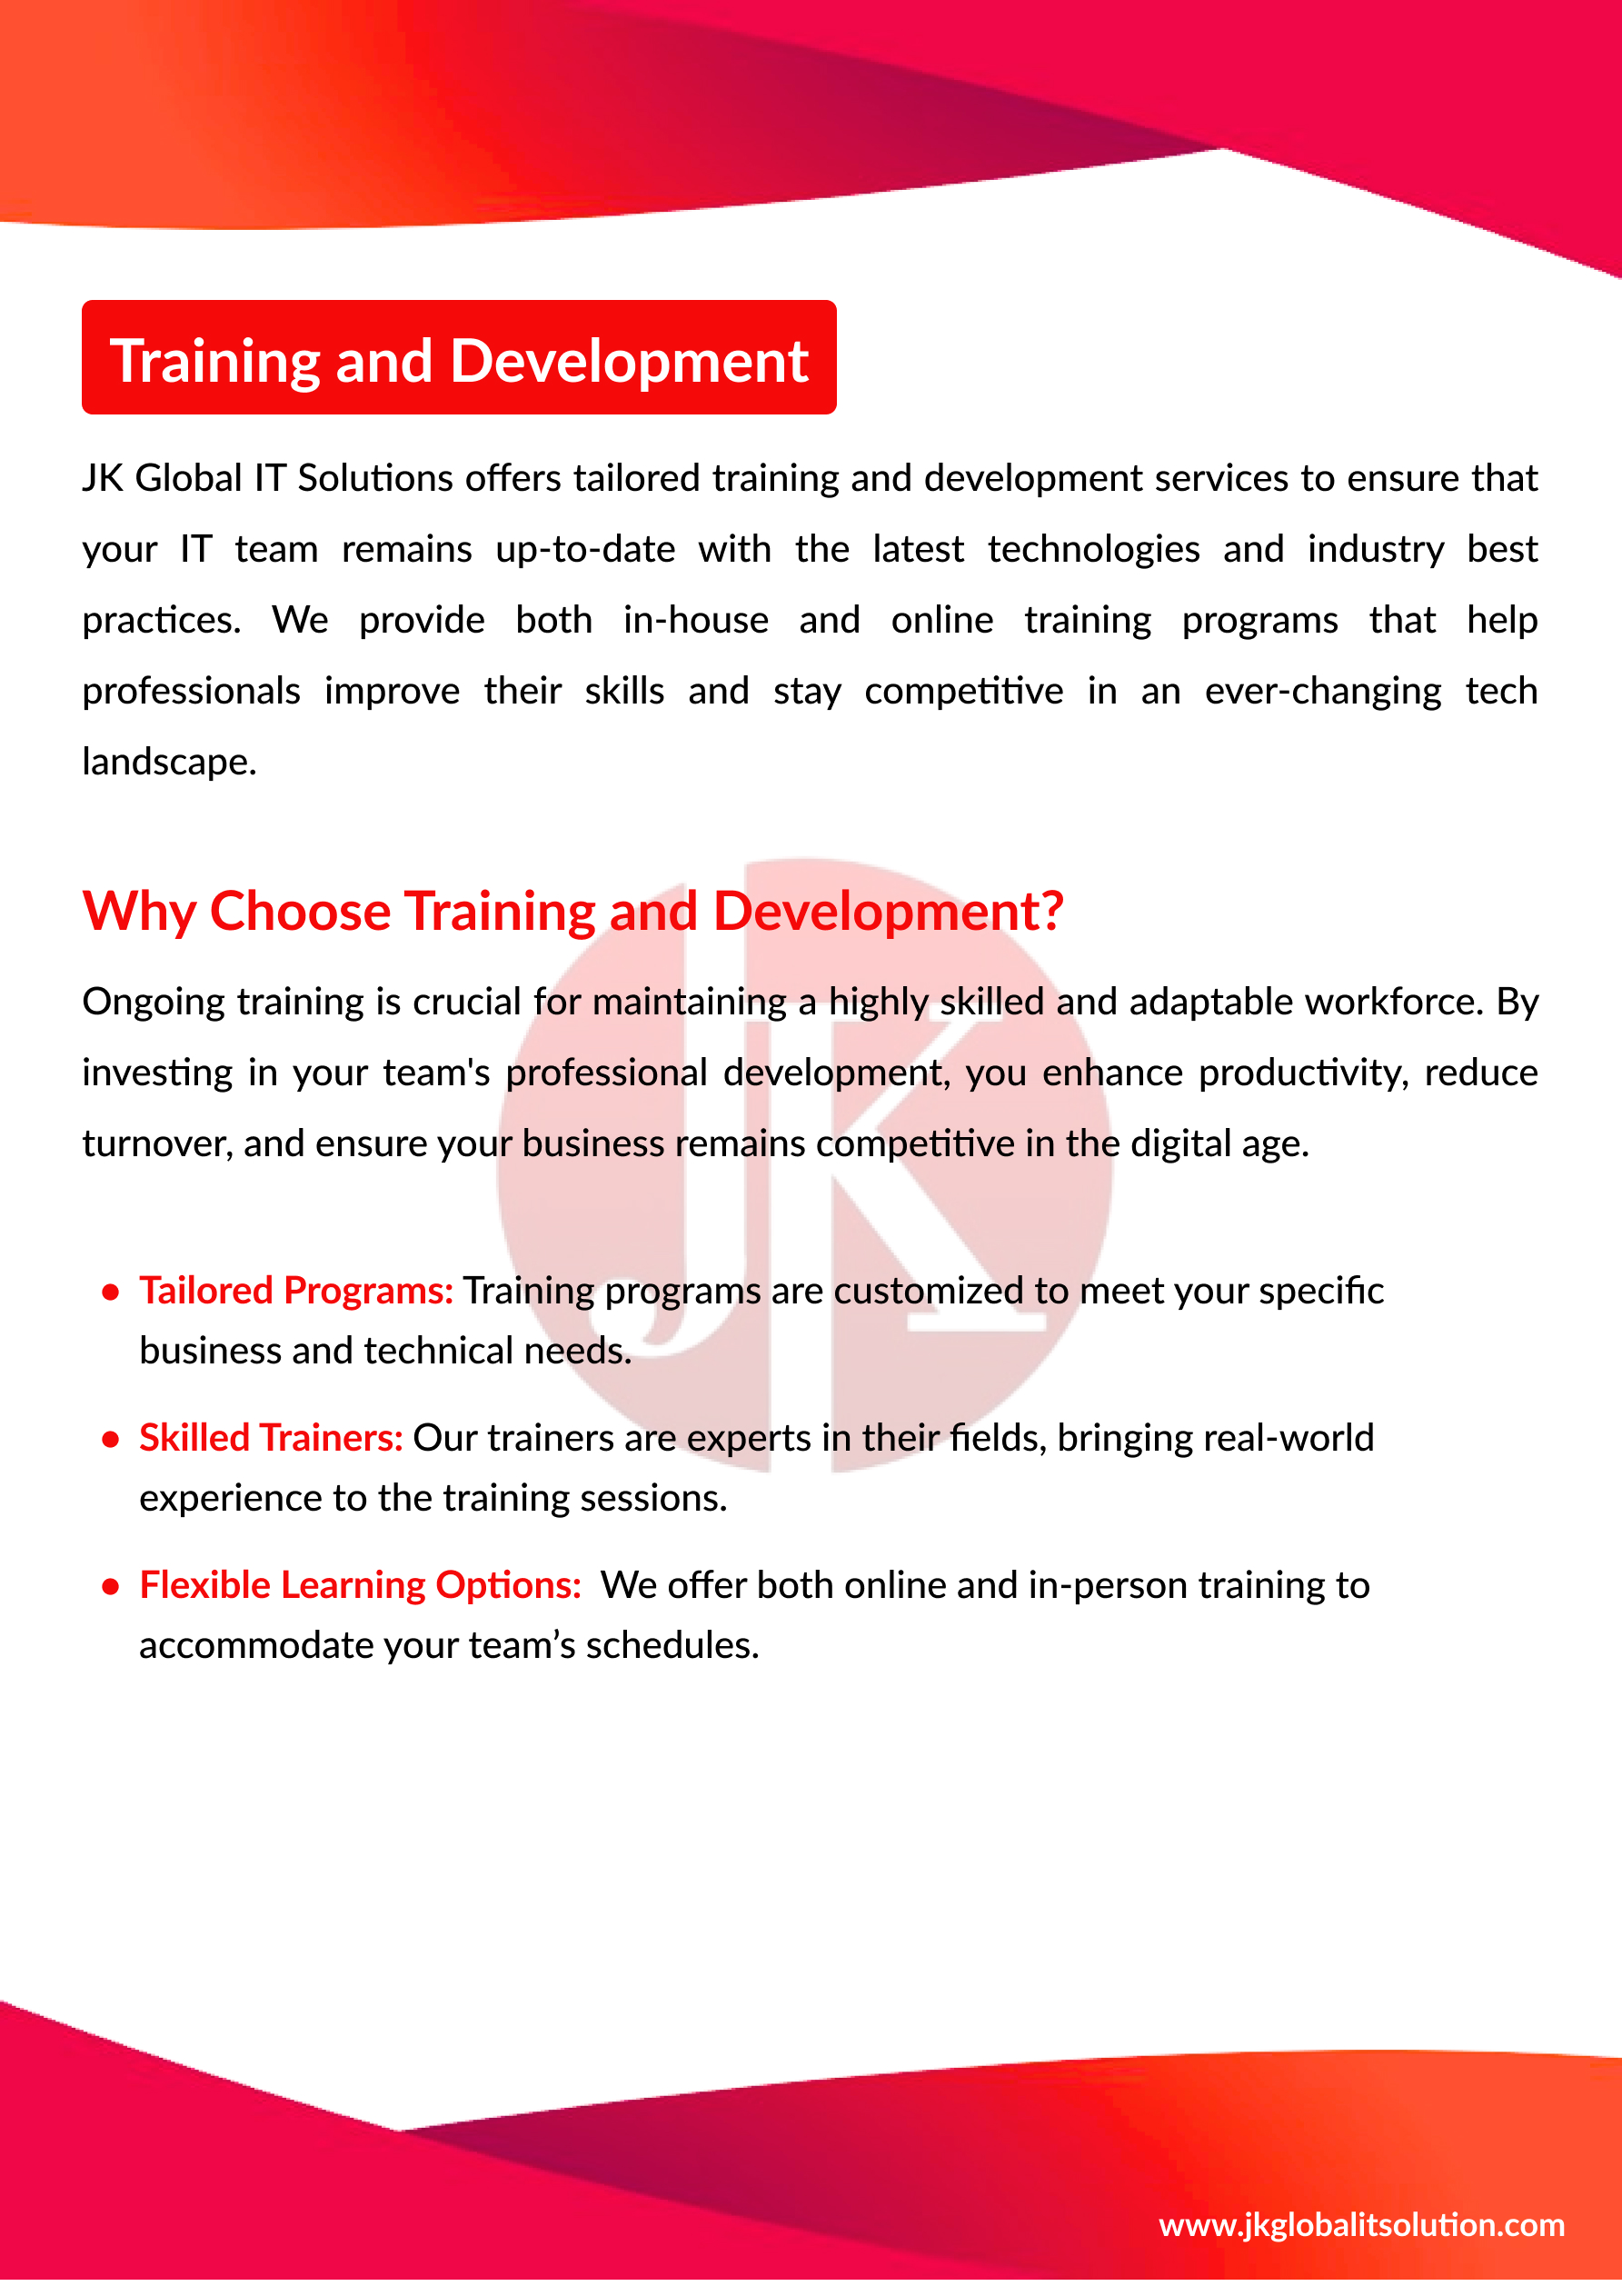 Training and Development
JK Global IT Solutions offers tailored training and development services to ensure that
your IT team remains up-to-date with the latest technologies and industry best
practices. We provide both in-house and online training programs that help
professionals improve their skills and stay competitive in an ever-changing tech
landscape.
Why Choose Training and Development?
Ongoing training is crucial for maintaining a highly skilled and adaptable workforce. By
investing in your team's professional development, you enhance productivity, reduce
turnover, and ensure your business remains competitive in the digital age.
JK
● Tailored Programs: Training programs are customized to meet your specific
business and technical needs.
● Skilled Trainers: Our trainers are experts in their fields, bringing real-world
experience to the training sessions.
● Flexible Learning Options:  We offer both online and in-person training to
accommodate your team’s schedules.
www.jkglobalitsolution.com